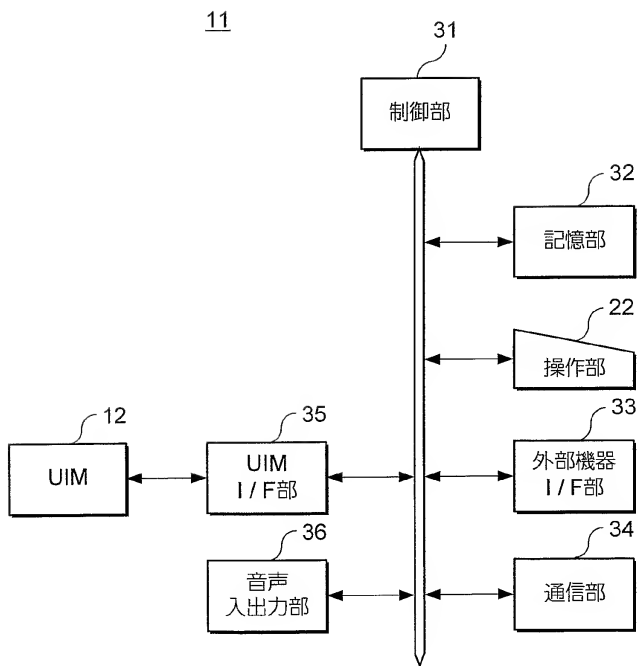 11
31
制御部
32
記憶部
22
操作部
33
外部機器
I/F部
34
通信部
12
UIM
35
UIM
I/F部
36
音声
入出力部